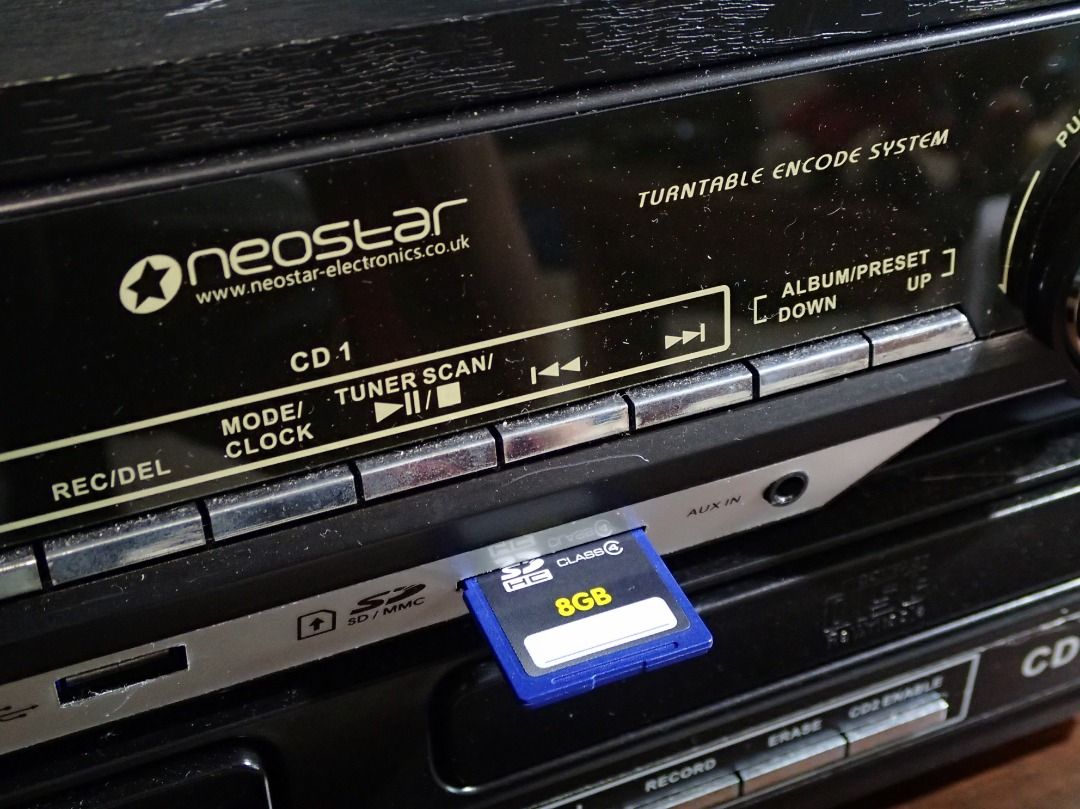 PU
TURNTABLE ENCODE SYSTEM
neostar
www.neostar-electronics.co.uk
ALBUM/PRESET
DOWN UP
CD 1
TUNER SCAN/
MODE/
CLOCK
REC/DEL
AUX IN
SD
SD / MMC
SD
HC
CLASS 4
8GB
CD
CD2 ENABLE
ERASE
RECORD